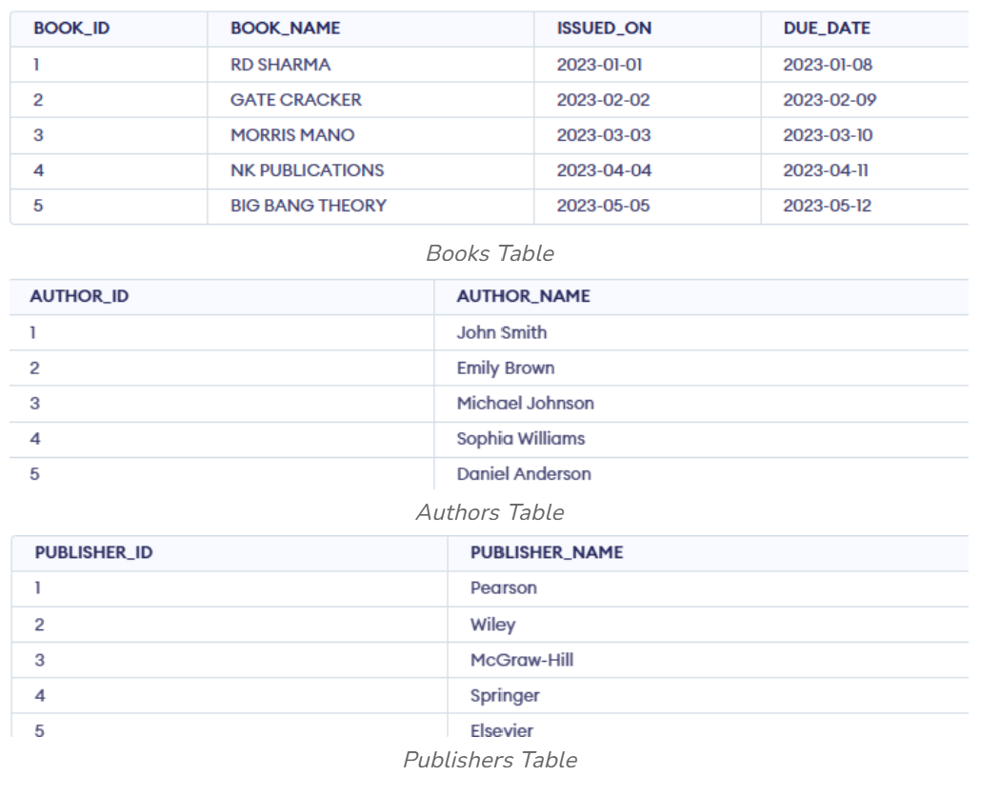 BOOK_ID BOOK_NAME ISSUED_ON DUE_DATE
1 RD SHARMA 2023-01-01 2023-01-08
2 GATE CRACKER 2023-02-02 2023-02-09
3 MORRIS MANO 2023-03-03 2023-03-10
4 NK PUBLICATIONS 2023-04-04 2023-04-11
5 BIG BANG THEORY 2023-05-05 2023-05-12
Books Table
AUTHOR_ID AUTHOR_NAME
1 John Smith
2 Emily Brown
3 Michael Johnson
4 Sophia Williams
5 Daniel Anderson
Authors Table
PUBLISHER_ID PUBLISHER_NAME
1 Pearson
2 Wiley
3 McGraw-Hill
4 Springer
5 Elsevier
Publishers Table